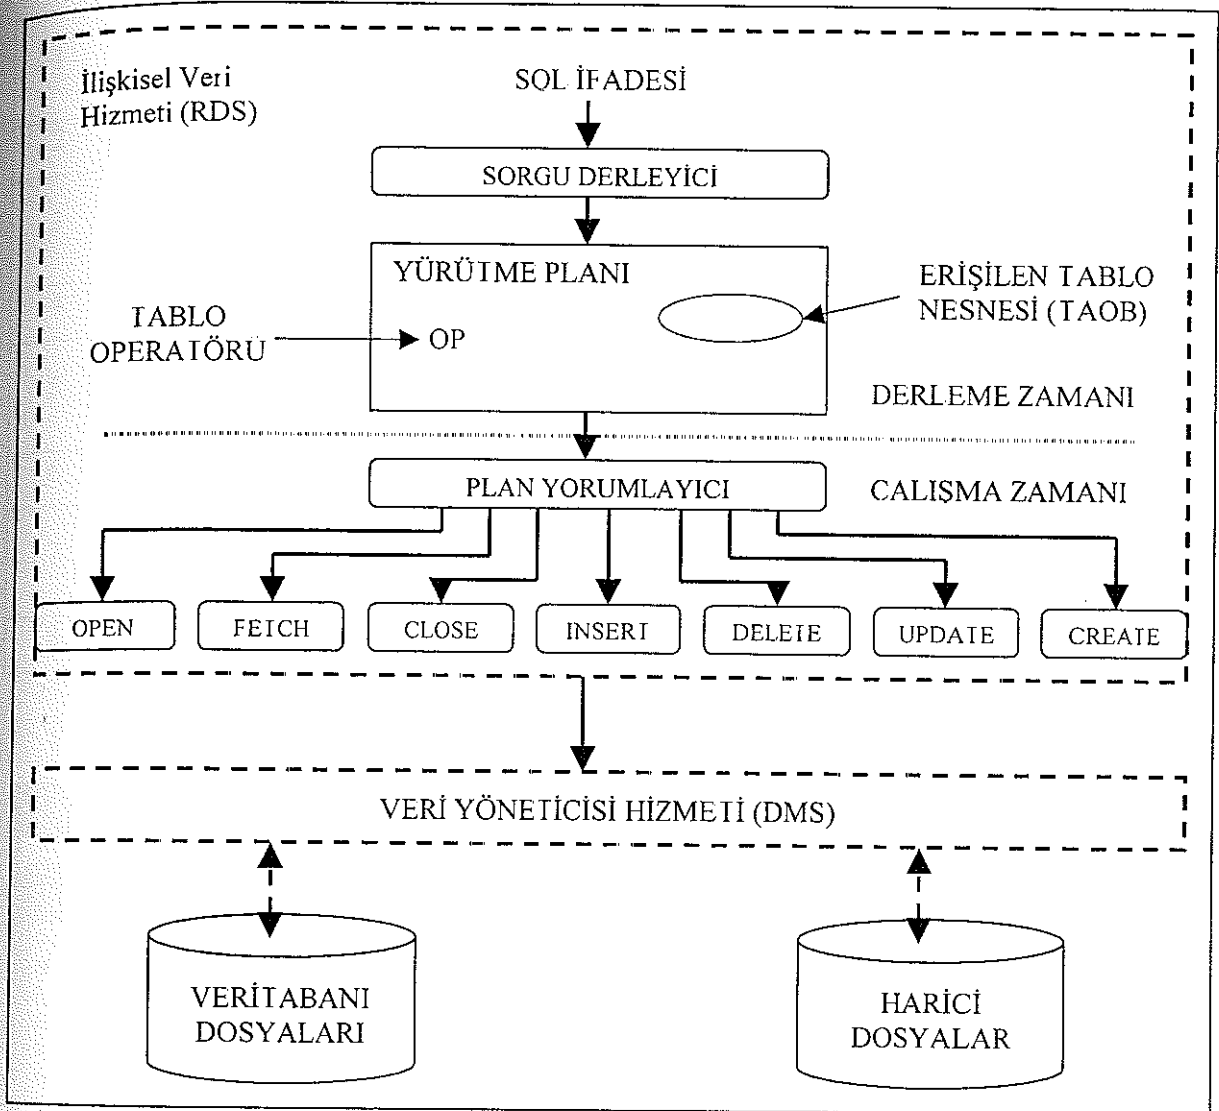 İlişkisel Veri
Hizmeti (RDS)
SQL İFADESİ
SORGU DERLEYİCİ
YÜRÜTME PLANI
ERİŞİLEN TABLO
NESNESİ (TAOB)
TABLO
OPERATÖRÜ
OP
DERLEME ZAMANI
PLAN YORUMLAYICI
CALIŞMA ZAMANI
OPEN
FETCH
CLOSE
INSERT
DELETE
UPDATE
CREATE
VERİ YÖNETİCİSİ HİZMETİ (DMS)
VERİTABANI
DOSYALARI
HARİCİ
DOSYALAR